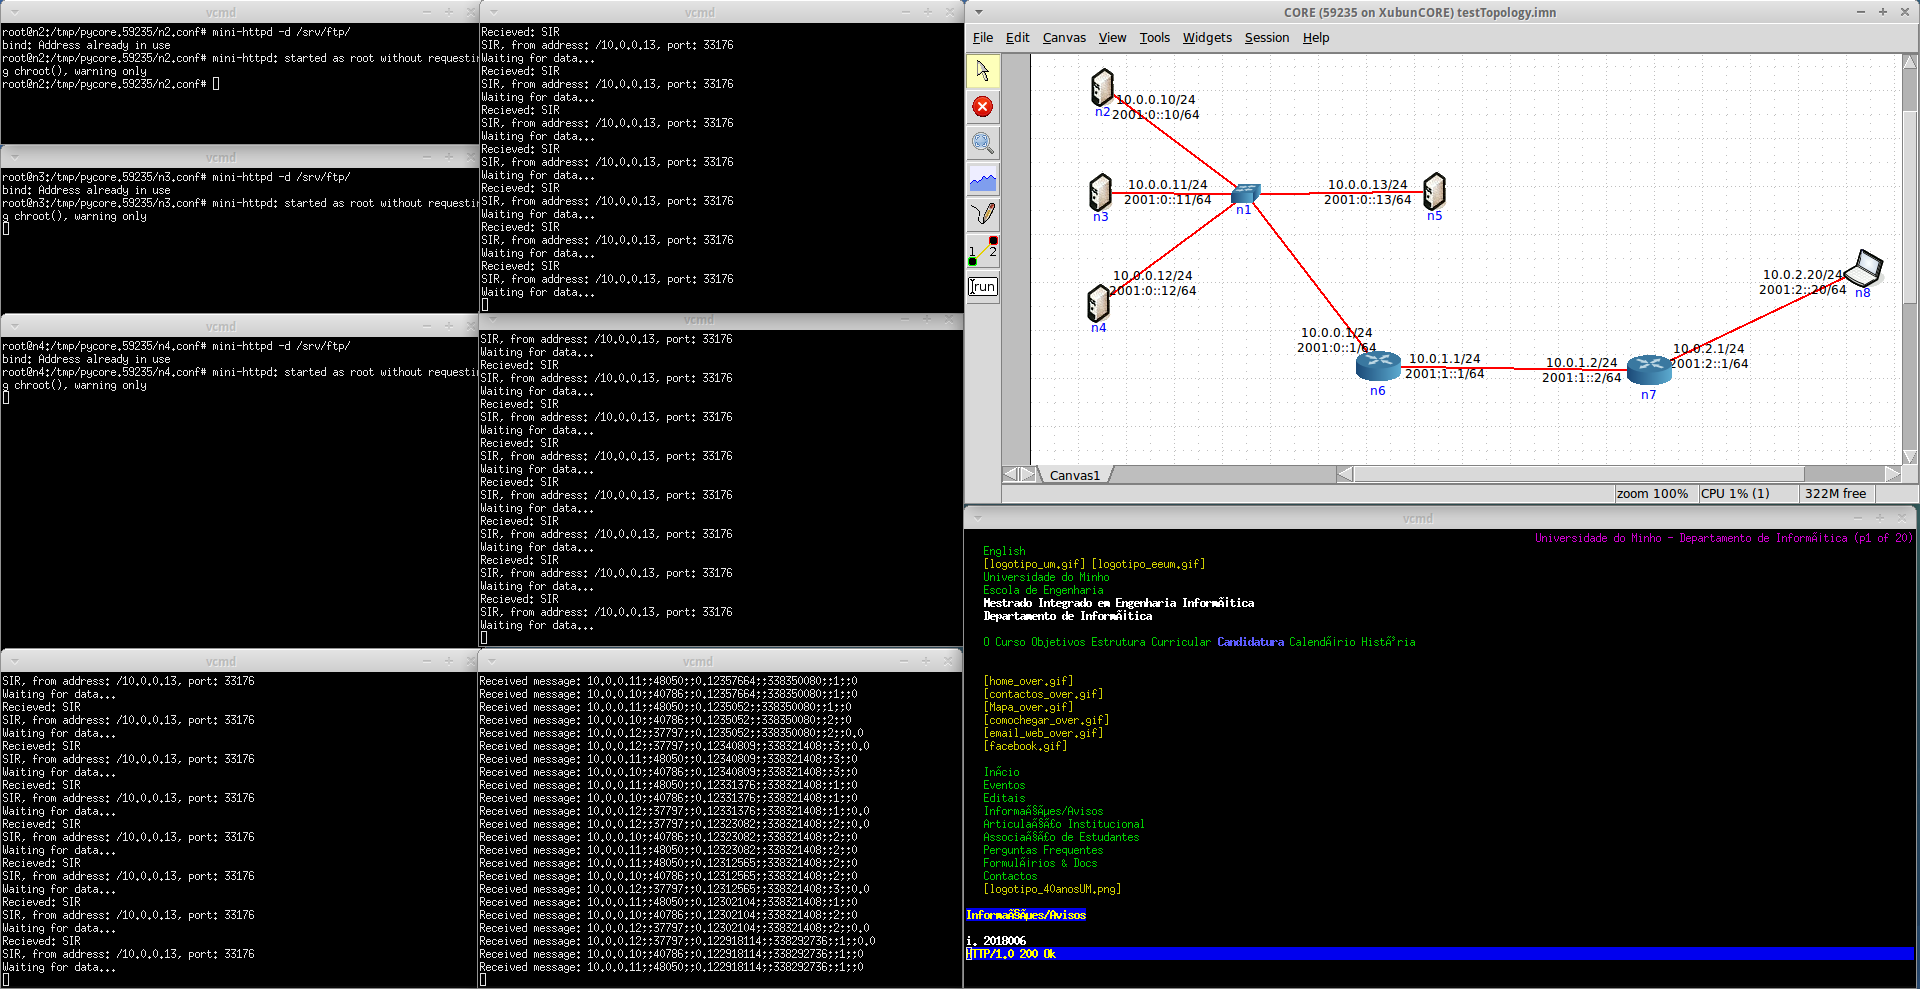 vcmd
root@n2:/tmp/pycore.59235/n2.conf# mini-httpd -d /srv/ftp/
bind: Address already in use
root@n2:/tmp/pycore.59235/n2.conf# mini-httpd: started as root without requestin
g chroot(), warning only
root@n2:/tmp/pycore.59235/n2.conf#
vcmd
root@n3:/tmp/pycore.59235/n3.conf# mini-httpd -d /srv/ftp/
bind: Address already in use
root@n3:/tmp/pycore.59235/n3.conf# mini-httpd: started as root without requestin
g chroot(), warning only
vcmd
root@n4:/tmp/pycore.59235/n4.conf# mini-httpd -d /srv/ftp/
bind: Address already in use
root@n4:/tmp/pycore.59235/n4.conf# mini-httpd: started as root without requestin
g chroot(), warning only
vcmd
Recieved: SIR
SIR, from address: /10.0.0.13, port: 33176
Waiting for data...
Recieved: SIR
SIR, from address: /10.0.0.13, port: 33176
Waiting for data...
Recieved: SIR
SIR, from address: /10.0.0.13, port: 33176
Waiting for data...
Recieved: SIR
SIR, from address: /10.0.0.13, port: 33176
Waiting for data...
Recieved: SIR
SIR, from address: /10.0.0.13, port: 33176
Waiting for data...
Recieved: SIR
SIR, from address: /10.0.0.13, port: 33176
Waiting for data...
Recieved: SIR
SIR, from address: /10.0.0.13, port: 33176
Waiting for data...
vcmd
SIR, from address: /10.0.0.13, port: 33176
Waiting for data...
Recieved: SIR
SIR, from address: /10.0.0.13, port: 33176
Waiting for data...
Recieved: SIR
SIR, from address: /10.0.0.13, port: 33176
Waiting for data...
Recieved: SIR
SIR, from address: /10.0.0.13, port: 33176
Waiting for data...
Recieved: SIR
SIR, from address: /10.0.0.13, port: 33176
Waiting for data...
Recieved: SIR
SIR, from address: /10.0.0.13, port: 33176
Waiting for data...
Recieved: SIR
SIR, from address: /10.0.0.13, port: 33176
Waiting for data...
Recieved: SIR
SIR, from address: /10.0.0.13, port: 33176
Waiting for data...
vcmd
SIR, from address: /10.0.0.13, port: 33176
Waiting for data...
Recieved: SIR
SIR, from address: /10.0.0.13, port: 33176
Waiting for data...
Recieved: SIR
SIR, from address: /10.0.0.13, port: 33176
Waiting for data...
Recieved: SIR
SIR, from address: /10.0.0.13, port: 33176
Waiting for data...
Recieved: SIR
SIR, from address: /10.0.0.13, port: 33176
Waiting for data...
Recieved: SIR
SIR, from address: /10.0.0.13, port: 33176
Waiting for data...
Recieved: SIR
SIR, from address: /10.0.0.13, port: 33176
Waiting for data...
Recieved: SIR
SIR, from address: /10.0.0.13, port: 33176
Waiting for data...
vcmd
Received message: 10.0.0.11;;48050;;0.12357664;;338350080;;1;;0
Received message: 10.0.0.10;;40786;;0.12357664;;338350080;;1;;0
Received message: 10.0.0.11;;48050;;0.1235052;;338350080;;1;;0
Received message: 10.0.0.10;;40786;;0.1235052;;338350080;;2;;0
Received message: 10.0.0.12;;37797;;0.1235052;;338350080;;2;;0.0
Received message: 10.0.0.12;;37797;;0.12340809;;338321408;;3;;0.0
Received message: 10.0.0.11;;48050;;0.12340809;;338321408;;3;;0
Received message: 10.0.0.10;;40786;;0.12340809;;338321408;;3;;0
Received message: 10.0.0.11;;48050;;0.12331376;;338321408;;1;;0
Received message: 10.0.0.10;;40786;;0.12331376;;338321408;;1;;0
Received message: 10.0.0.12;;37797;;0.12331376;;338321408;;1;;0.0
Received message: 10.0.0.12;;37797;;0.12323082;;338321408;;2;;0.0
Received message: 10.0.0.10;;40786;;0.12323082;;338321408;;2;;0
Received message: 10.0.0.11;;48050;;0.12323082;;338321408;;2;;0
Received message: 10.0.0.11;;48050;;0.12312565;;338321408;;2;;0
Received message: 10.0.0.10;;40786;;0.12312565;;338321408;;2;;0
Received message: 10.0.0.12;;37797;;0.12312565;;338321408;;3;;0.0
Received message: 10.0.0.11;;48050;;0.12302104;;338321408;;1;;0
Received message: 10.0.0.10;;40786;;0.12302104;;338321408;;2;;0
Received message: 10.0.0.12;;37797;;0.12302104;;338321408;;2;;0.0
Received message: 10.0.0.12;;37797;;0.122918114;;338292736;;1;;0.0
Received message: 10.0.0.10;;40786;;0.122918114;;338292736;;1;;0
Received message: 10.0.0.11;;48050;;0.122918114;;338292736;;1;;0
CORE (59235 on XubunCORE) testTopology.imn
File Edit Canvas View Tools Widgets Session Help
1 2
run
n2
10.0.0.10/24
2001:0::10/64
n3
10.0.0.11/24
2001:0::11/64
n1
10.0.0.13/24
2001:0::13/64
n5
10.0.0.12/24
2001:0::12/64
n4
10.0.2.20/24
2001:2::20/64
n8
10.0.0.1/24
2001:0::1/64
n6
10.0.1.1/24
2001:1::1/64
10.0.1.2/24
2001:1::2/64
n7
10.0.2.1/24
2001:2::1/64
Canvas1
zoom 100% CPU 1% (1) 322M free
vcmd
Universidade do Minho - Departamento de InformÃ¡tica (p1 of 20)
English
[logotipo_um.gif] [logotipo_eeum.gif]
Universidade do Minho
Escola de Engenharia
Mestrado Integrado em Engenharia InformÃ¡tica
Departamento de InformÃ¡tica
O Curso Objetivos Estrutura Curricular Candidatura CalendÃ¡rio HistÃ³ria
[home_over.gif]
[contactos_over.gif]
[Mapa_over.gif]
[comochegar_over.gif]
[email_web_over.gif]
[facebook.gif]
InÃ­cio
Eventos
Editais
InformaÃ§Ãµes/Avisos
ArticulaÃ§Ã£o Institucional
AssociaÃ§Ã£o de Estudantes
Perguntas Frequentes
FormulÃ¡rios & Docs
Contactos
[logotipo_40anosUM.png]
InformaÃ§Ãµes/Avisos
i. 2018006
HTTP/1.0 200 Ok